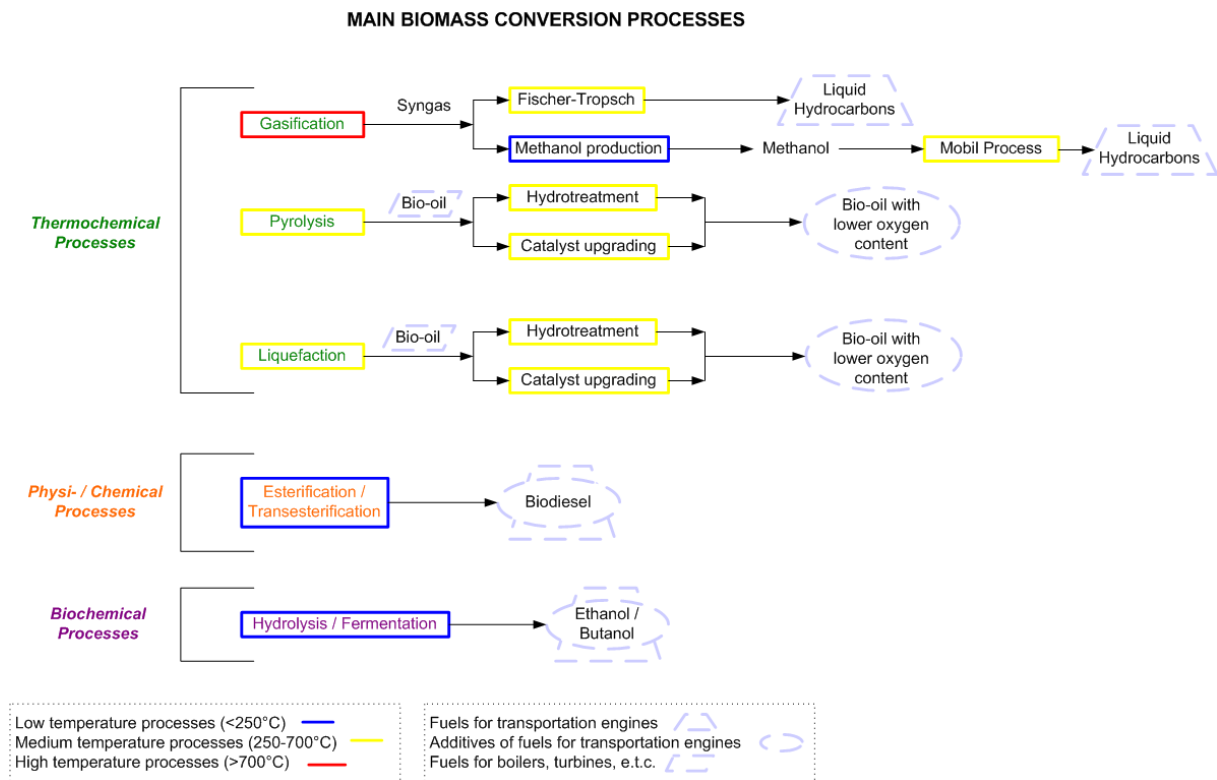 MAIN BIOMASS CONVERSION PROCESSES
Liquid
Hydrocarbons
Syngas
Fischer-Tropsch
Gasification
Methanol production
Methanol
Mobil Process
Liquid
Hydrocarbons
Thermochemical
Processes
Bio-oil
Hydrotreatment
Pyrolysis
Catalyst upgrading
Bio-oil with
lower oxygen
content
Bio-oil
Hydrotreatment
Liquefaction
Catalyst upgrading
Bio-oil with
lower oxygen
content
Physi- / Chemical
Processes
Esterification /
Transesterification
Biodiesel
Biochemical
Processes
Hydrolysis / Fermentation
Ethanol /
Butanol
Low temperature processes (<250°C)
Medium temperature processes (250-700°C)
High temperature processes (>700°C)
Fuels for transportation engines
Additives of fuels for transportation engines
Fuels for boilers, turbines, e.t.c.